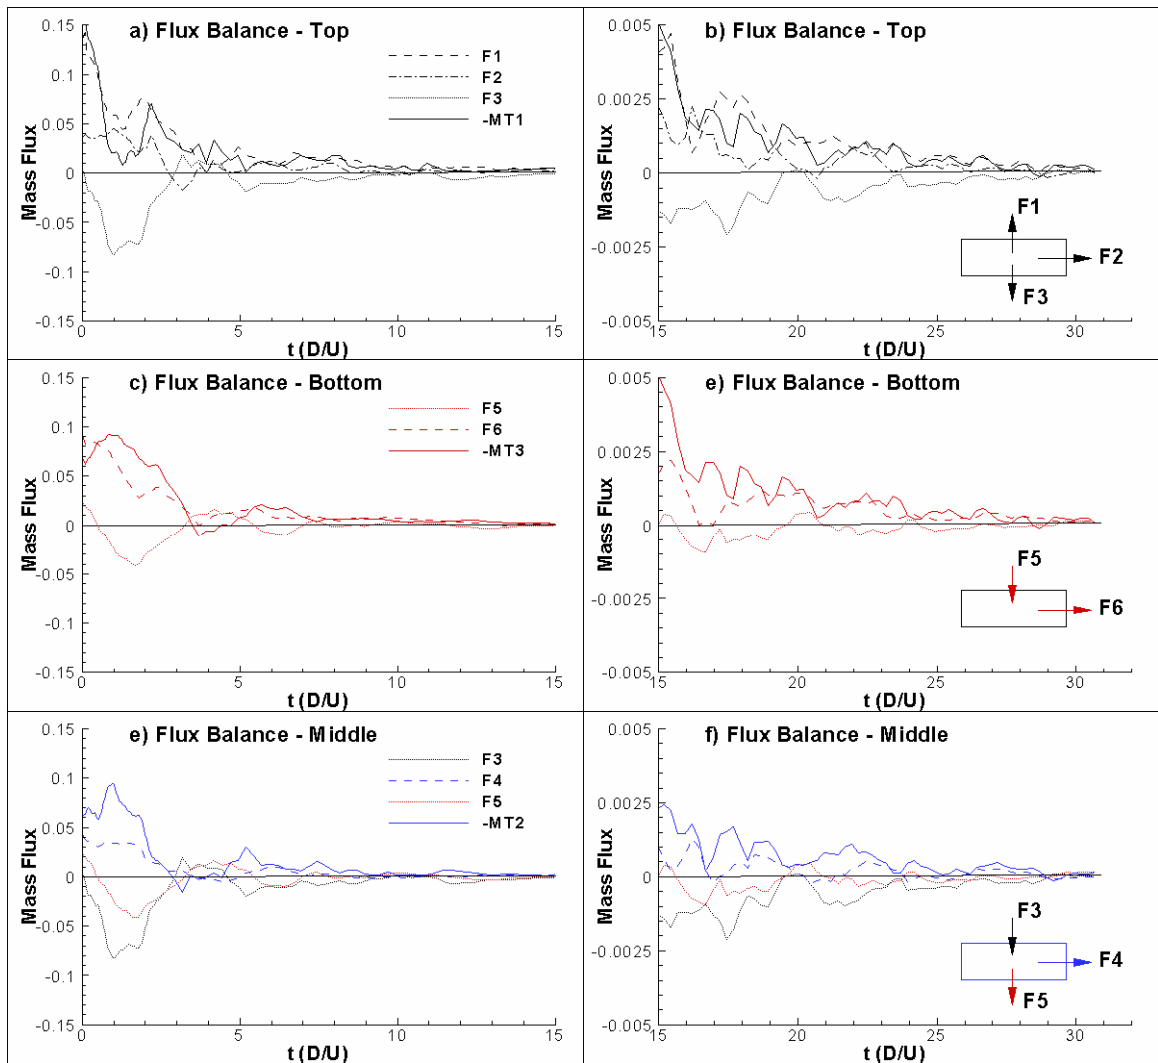 a) Flux Balance - Top
F1
F2
F3
-MT1
Mass Flux
0.15
0.1
0.05
0
-0.05
-0.1
-0.15
0
5
10
15
t (D/U)
b) Flux Balance - Top
Mass Flux
0.005
0.0025
0
-0.0025
-0.005
15
20
25
30
t (D/U)
F1
F2
F3
c) Flux Balance - Bottom
F5
F6
-MT3
Mass Flux
0.15
0.1
0.05
0
-0.05
-0.1
-0.15
0
5
10
15
t (D/U)
e) Flux Balance - Bottom
Mass Flux
0.005
0.0025
0
-0.0025
-0.005
15
20
25
30
t (D/U)
F5
F6
e) Flux Balance - Middle
F3
F4
F5
-MT2
Mass Flux
0.15
0.1
0.05
0
-0.05
-0.1
-0.15
0
5
10
15
t (D/U)
f) Flux Balance - Middle
Mass Flux
0.005
0.0025
0
-0.0025
-0.005
15
20
25
30
t (D/U)
F3
F4
F5